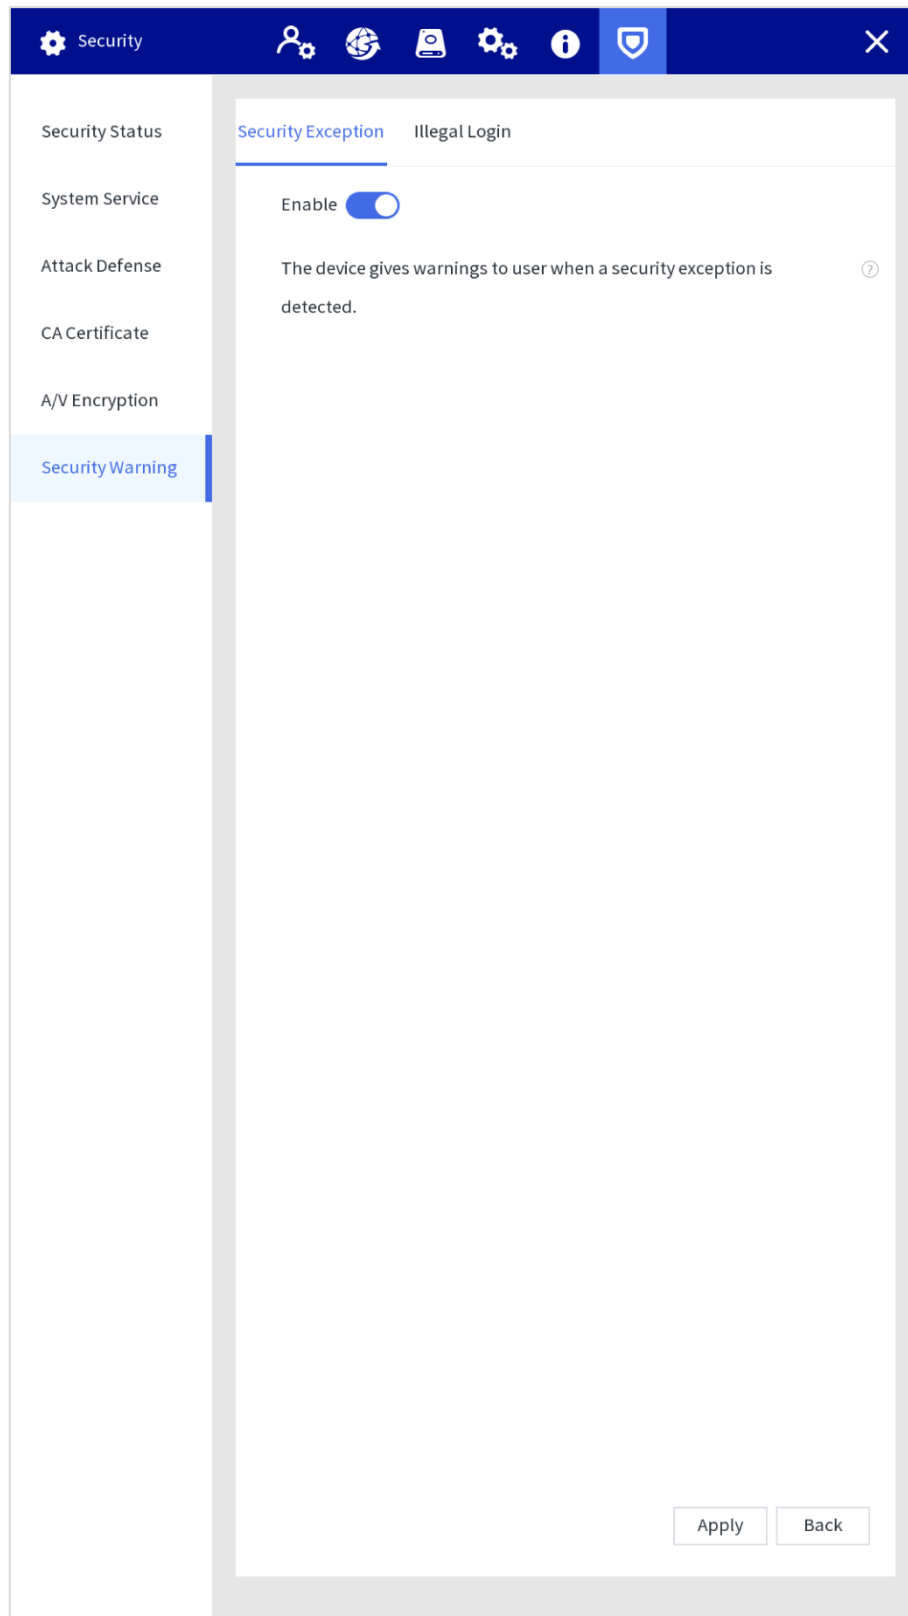 Security
Security Status
System Service
Attack Defense
CA Certificate
A/V Encryption
Security Warning
Security Exception Illegal Login
Enable
The device gives warnings to user when a security exception is
detected.
?
Apply Back